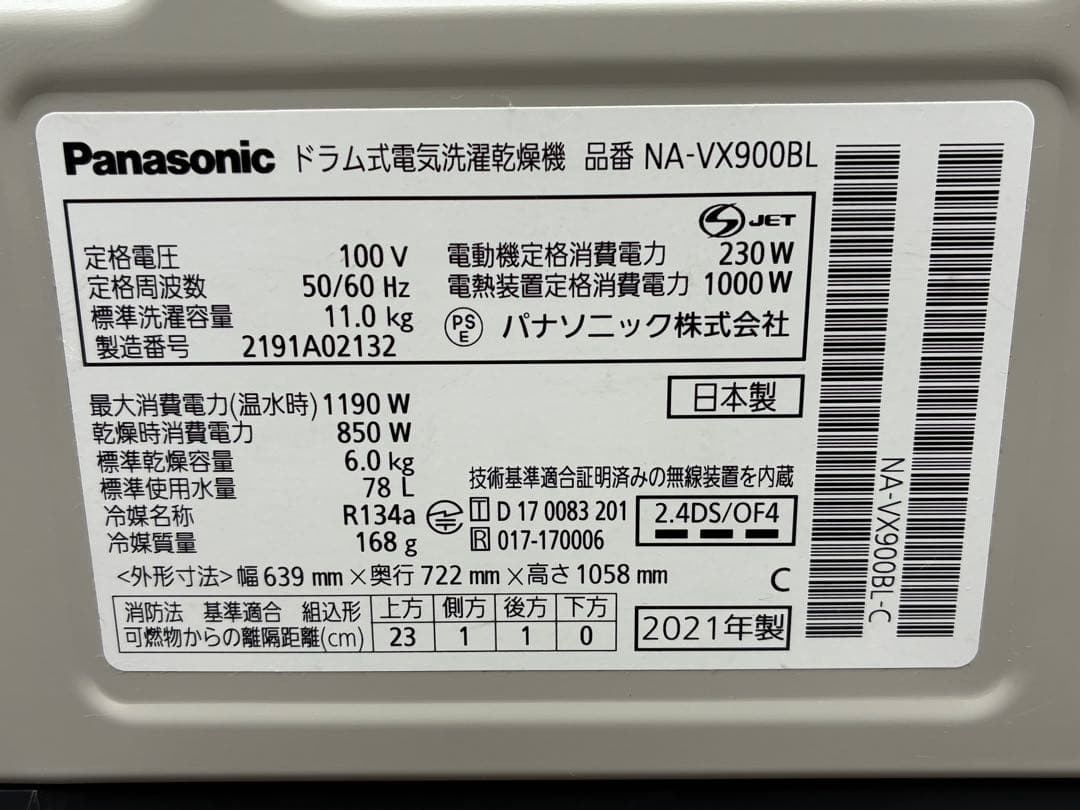 Panasonic ドラム式電気洗濯乾燥機 品番 NA-VX900BL
S JET
定格電圧 100 V 電動機定格消費電力 230 W
定格周波数 50/60 Hz 電熱装置定格消費電力 1000 W
標準洗濯容量 11.0 kg PSE パナソニック株式会社
製造番号 2191A02132
日本製
最大消費電力(温水時) 1190 W
乾燥時消費電力 850 W
標準乾燥容量 6.0 kg
標準使用水量 78 L
冷媒名称 R134a
冷媒質量 168 g
技術基準適合証明済みの無線装置を内蔵
T D 17 0083 201
R 017-170006
2.4DS/OF4
<外形寸法>幅 639 mm×奥行 722 mm×高さ 1058 mm
C
消防法 基準適合 組込形 上方 側方 後方 下方
可燃物からの離隔距離(cm) 23 1 1 0
2021年製
NA-VX900BL-C